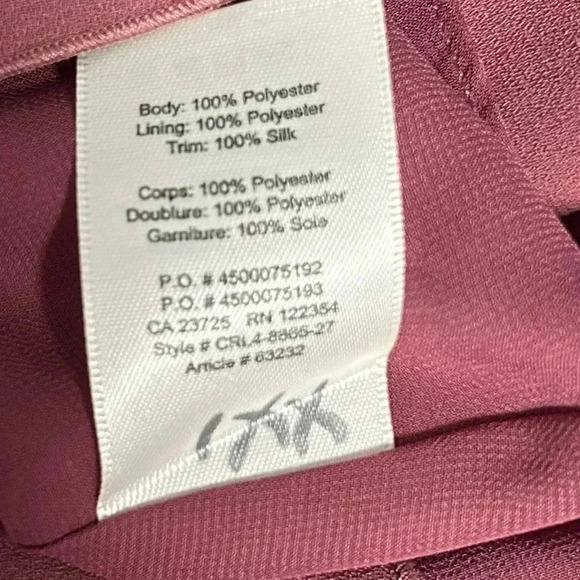 Body: 100% Polyester
Lining: 100% Polyester
Trim: 100% Silk
Corps: 100% Polyester
Doublure: 100% Polyester
Garniture: 100% Soie
P.O. # 4500075192
P.O. # 4500075193
CA 23725 RN 122354
Style # CRL4-8865-27
Article # 63232